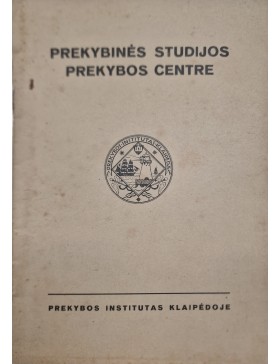 PREKYBINĖS STUDIJOS
PREKYBOS CENTRE
PREKYBOS INSTITUTAS KLAIPĖDOJE